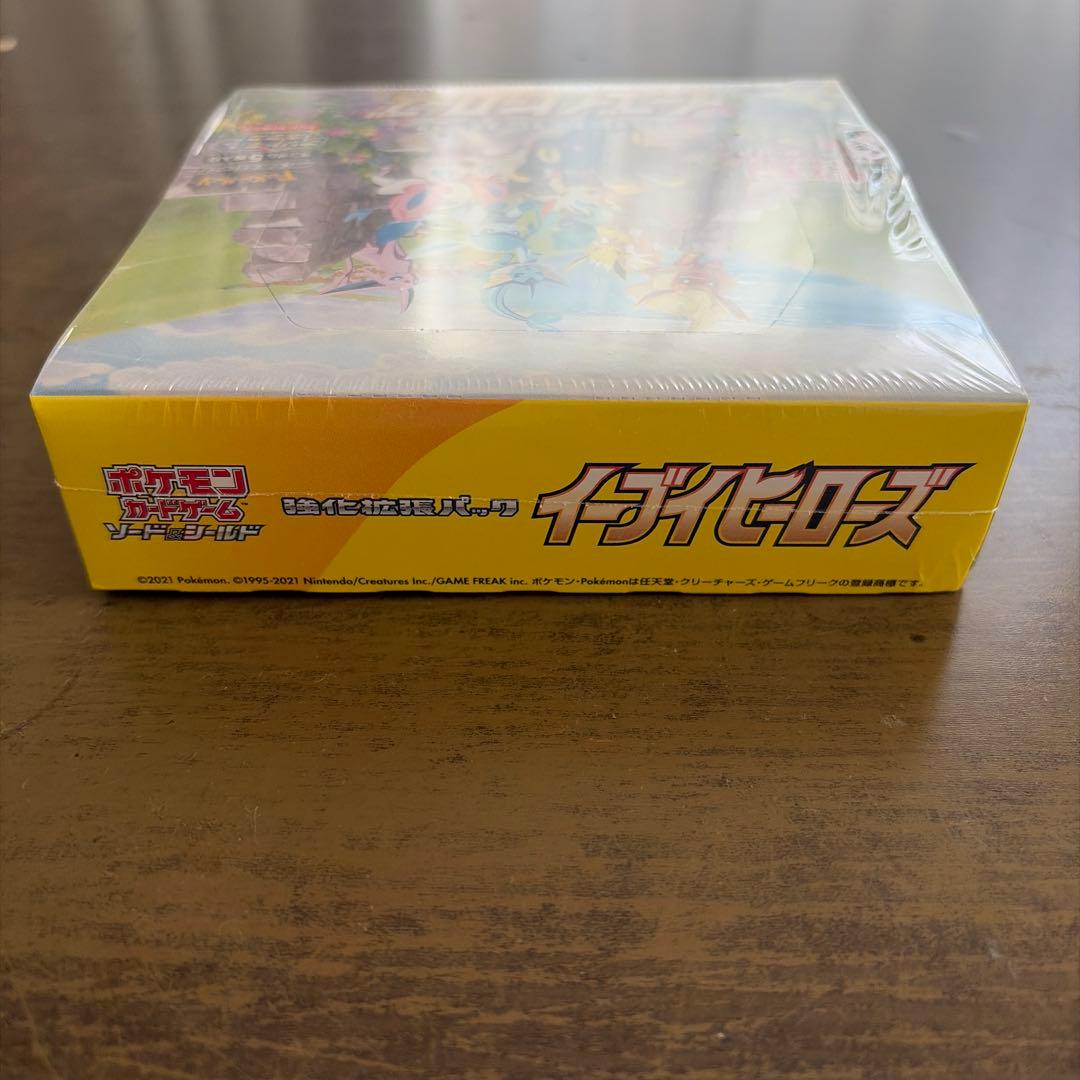 ポケモン
カードゲーム
ソード&シールド
強化拡張パック
イーブイヒーローズ
©2021 Pokémon. ©1995-2021 Nintendo/Creatures Inc./GAME FREAK inc. ポケモン・Pokémonは任天堂・クリーチャーズ・ゲームフリークの登録商標です。